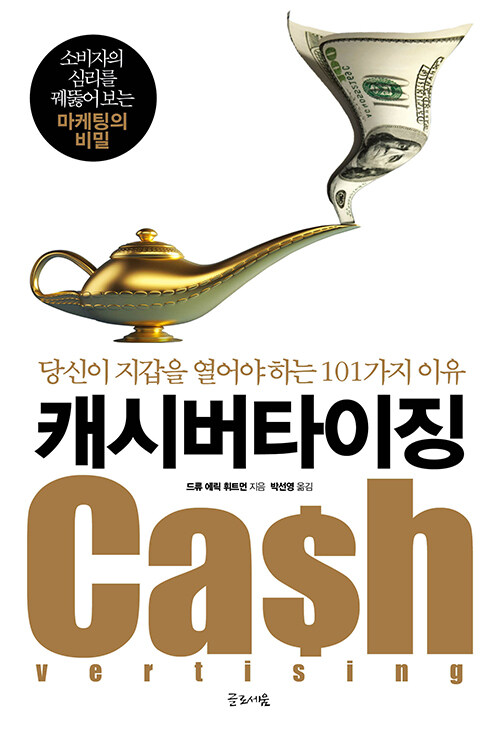 소비자의
심리를
꿰뚫어 보는
마케팅의
비밀
100
당신이 지갑을 열어야 하는 101가지 이유
캐시버타이징
드류 에릭 휘트먼 지음 박선영 옮김
Ca$h
vertising
글로세움